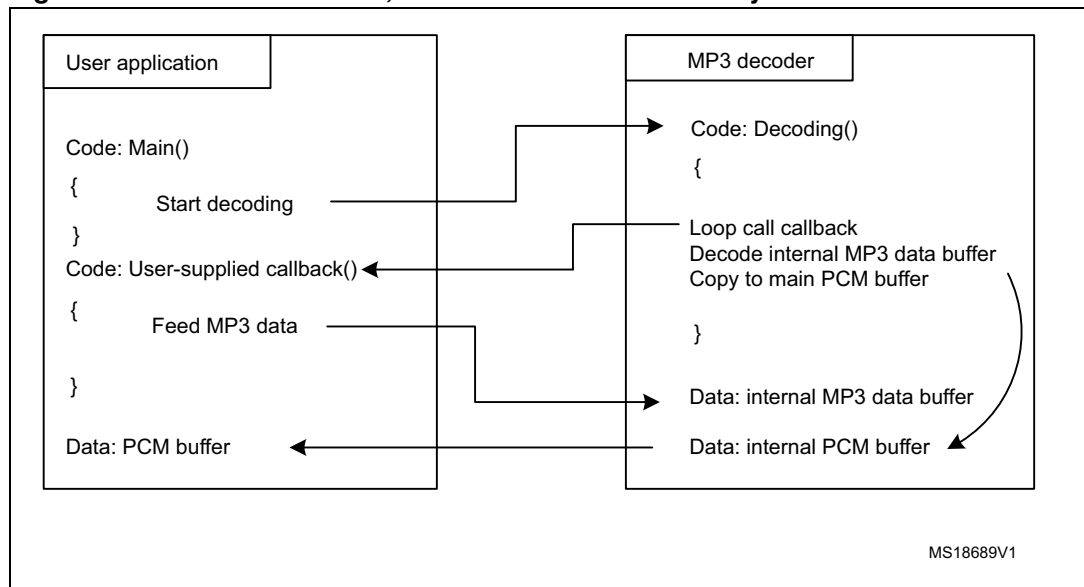 User application
Code: Main()
{
Start decoding
}
Code: User-supplied callback()
{
Feed MP3 data
}
Data: PCM buffer
MP3 decoder
Code: Decoding()
{
Loop call callback
Decode internal MP3 data buffer
Copy to main PCM buffer
}
Data: internal MP3 data buffer
Data: internal PCM buffer
MS18689V1